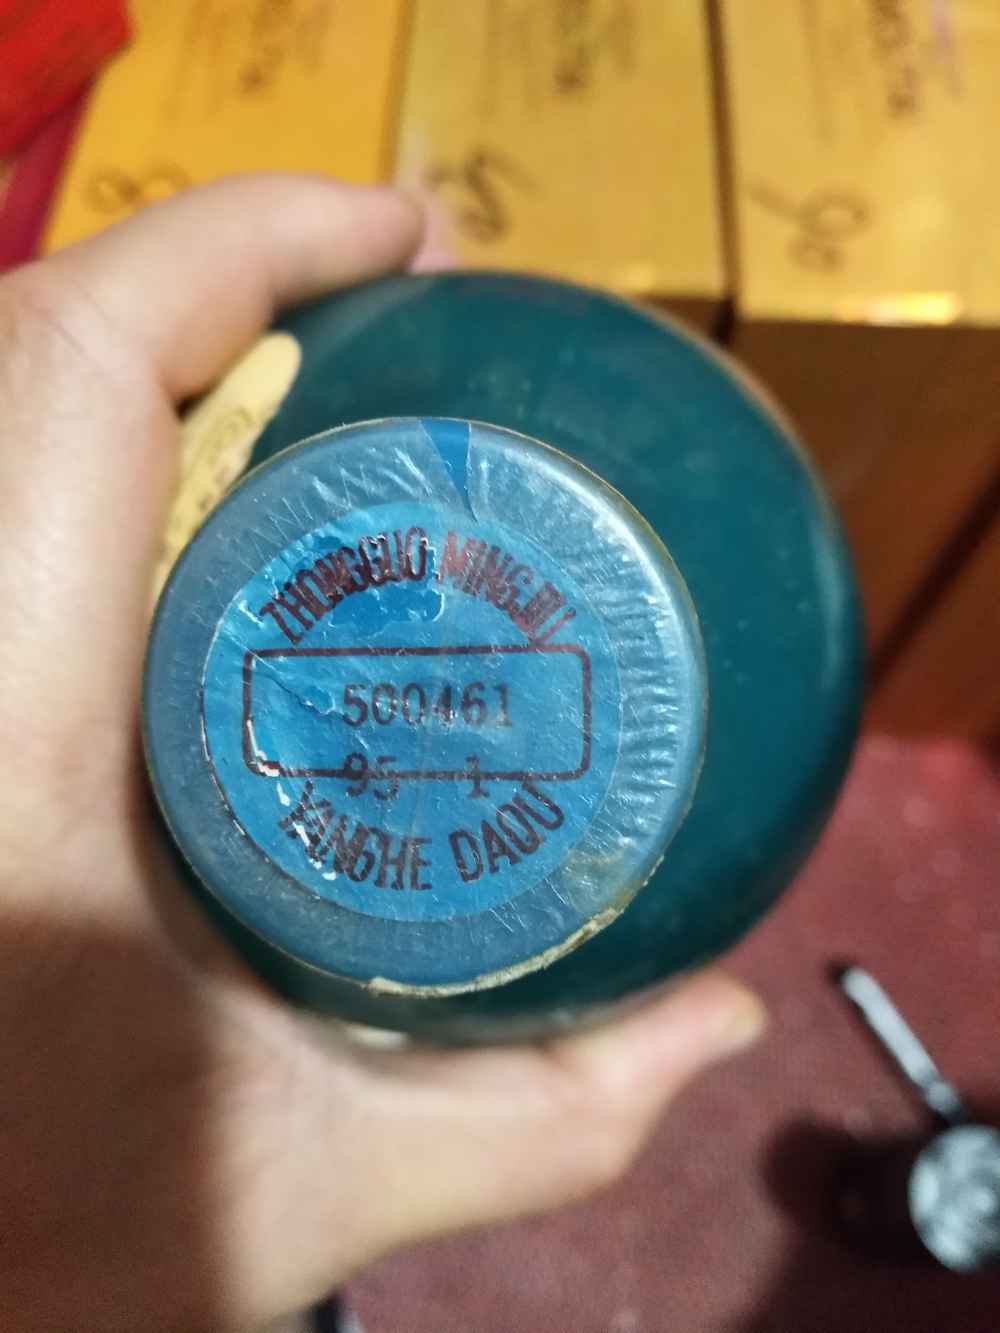 ZHONGGUO MINGJIU
500461
95 1
YANGHE DAQU